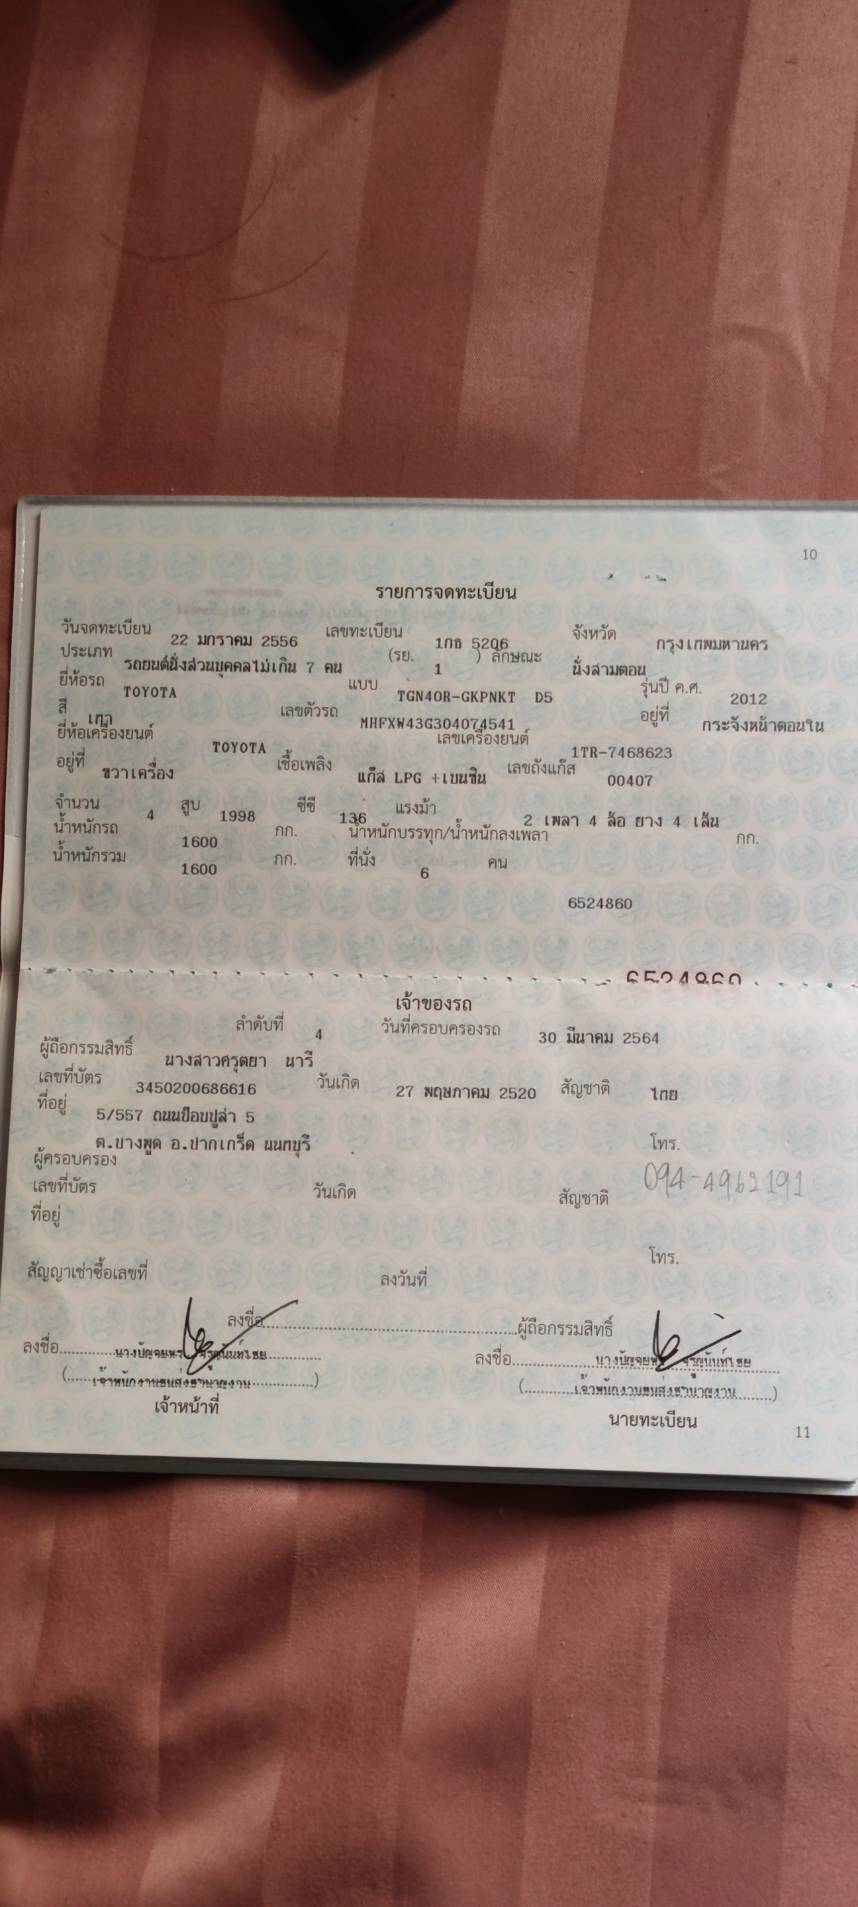 10
รายการจดทะเบียน
วันจดทะเบียน 22 มกราคม 2556 เลขทะเบียน 1กธ 5206 จังหวัด กรุงเทพมหานคร
ประเภท รถยนต์นั่งส่วนบุคคลไม่เกิน 7 คน (รย. 1 ) ลักษณะ นั่งสามตอน
ยี่ห้อรถ TOYOTA แบบ TGN40R-GKPNKT D5 รุ่นปี ค.ศ. 2012
สี เทา เลขตัวรถ MHFXW43G304074541 อยู่ที่ กระจังหน้าตอนใน
ยี่ห้อเครื่องยนต์ TOYOTA เลขเครื่องยนต์ 1TR-7468623
อยู่ที่ ขวาเครื่อง เชื้อเพลิง แก๊ส LPG +เบนซิน เลขถังแก๊ส 00407
จำนวน 4 สูบ 1998 ซีซี 136 แรงม้า 2 เพลา 4 ล้อ ยาง 4 เส้น
น้ำหนักรถ 1600 กก. น้ำหนักบรรทุก/น้ำหนักลงเพลา กก.
น้ำหนักรวม 1600 กก. ที่นั่ง 6 คน
6524860
6524860
เจ้าของรถ
ลำดับที่ 4 วันที่ครอบครองรถ 30 มีนาคม 2564
ผู้ถือกรรมสิทธิ์ นางสาวครุตยา นารี
เลขที่บัตร 3450200686616 วันเกิด 27 พฤษภาคม 2520 สัญชาติ ไทย
ที่อยู่ 5/557 ถนนป๊อบปูล่า 5
ต.บางพูด อ.ปากเกร็ด นนทบุรี โทร.
ผู้ครอบครอง 094-4962191
เลขที่บัตร วันเกิด สัญชาติ
ที่อยู่
โทร.
สัญญาเช่าซื้อเลขที่ ลงวันที่
ลงชื่อ ผู้ถือกรรมสิทธิ์
ลงชื่อ ลงชื่อ
(เจ้าพนักงานขนส่งชำนาญงาน) (เจ้าพนักงานขนส่งชำนาญงาน)
เจ้าหน้าที่ นายทะเบียน
11